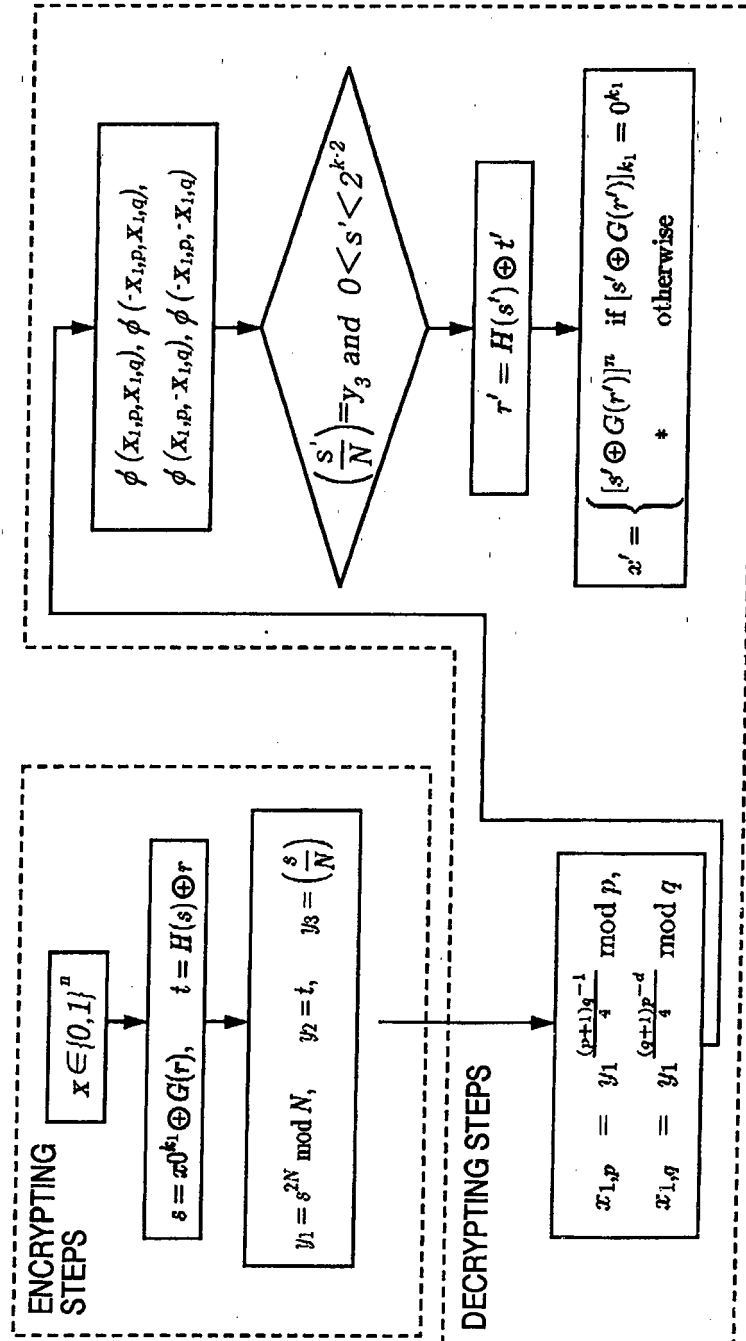 ENCRYPTING
STEPS
x ∈ {0,1}^n
s = x0^{k_1} ⊕ G(r),   t = H(s) ⊕ r
y_1 = s^{2N} mod N,   y_2 = t,   y_3 = (s/N)
DECRYPTING STEPS
x_{1,p} = y_1^{\frac{(p+1)q^{-1}}{4}} mod p,
x_{1,q} = y_1^{\frac{(q+1)p^{-d}}{4}} mod q
ϕ (x_{1,p}, x_{1,q}), ϕ (-x_{1,p}, x_{1,q}),
ϕ (x_{1,p}, -x_{1,q}), ϕ (-x_{1,p}, -x_{1,q})
(s'/N) = y_3 and 0 < s' < 2^{k-2}
r' = H(s') ⊕ t'
x' = { [s' ⊕ G(r')]^n   if [s' ⊕ G(r')]_{k_1} = 0^{k_1}
*   otherwise